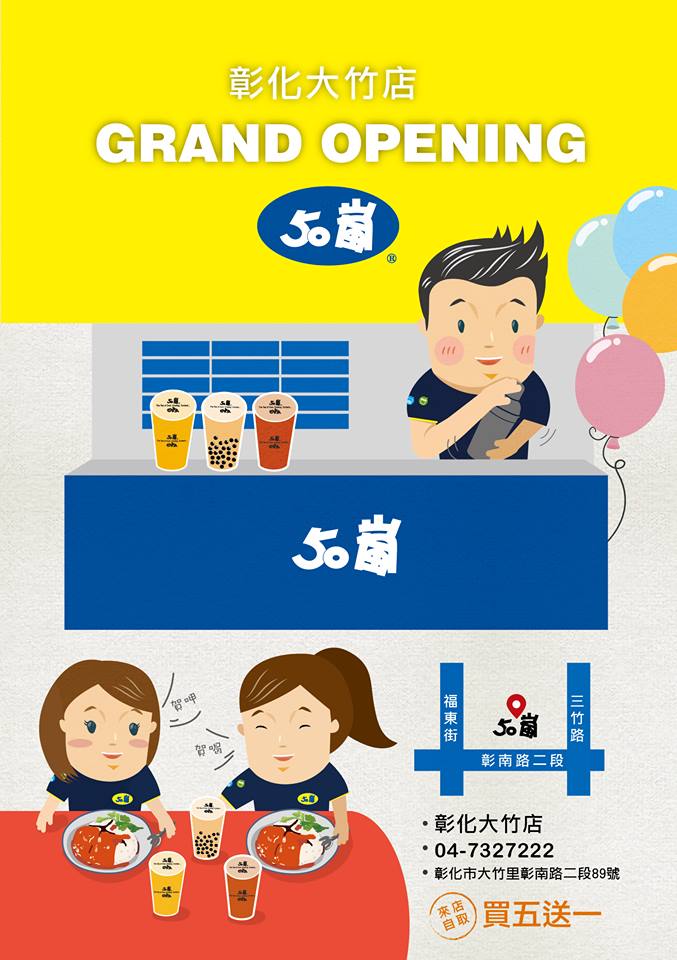 彰化大竹店
GRAND OPENING
50嵐®
50嵐
賀呷
賀啉
福東街
50嵐
三竹路
彰南路二段
•彰化大竹店
•04-7327222
•彰化市大竹里彰南路二段89號
來店自取 買五送一